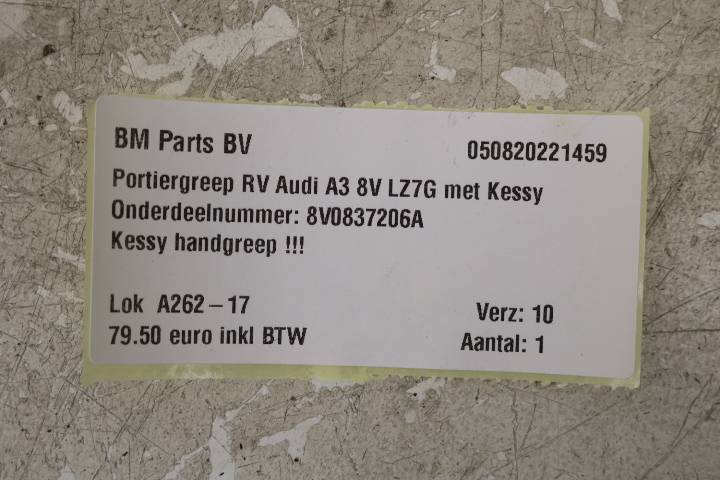 BM Parts BV 050820221459
Portiergreep RV Audi A3 8V LZ7G met Kessy
Onderdeelnummer: 8V0837206A
Kessy handgreep !!!
Lok A262-17 Verz: 10
79.50 euro inkl BTW Aantal: 1